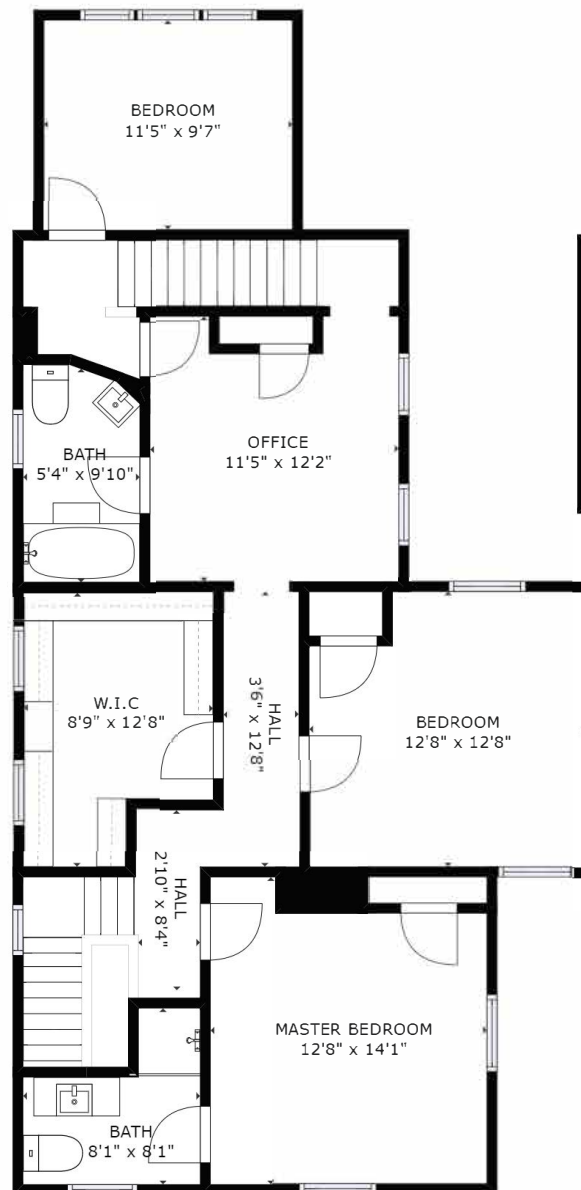 BEDROOM
11'5" x 9'7"
OFFICE
11'5" x 12'2"
BATH
5'4" x 9'10"
W.I.C
8'9" x 12'8"
HALL
3'6" x 12'8"
BEDROOM
12'8" x 12'8"
HALL
2'10" x 8'4"
MASTER BEDROOM
12'8" x 14'1"
BATH
8'1" x 8'1"